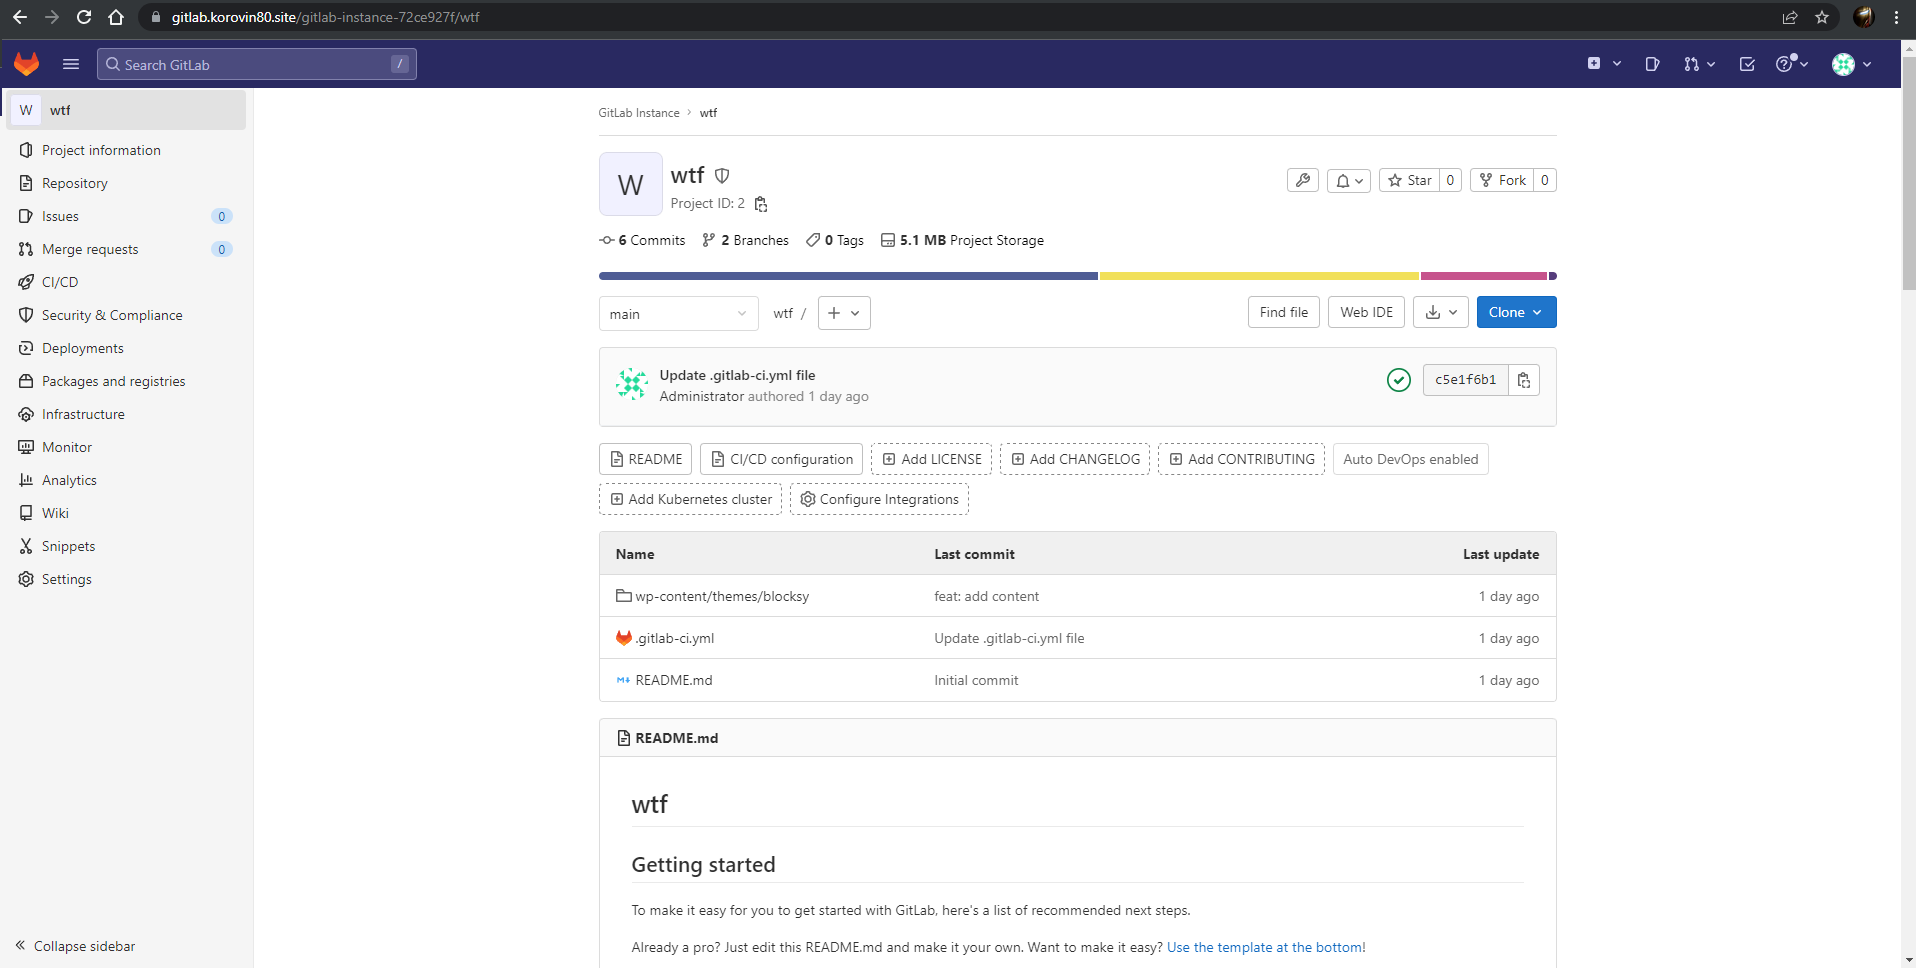 gitlab.korovin80.site/gitlab-instance-72ce927f/wtf
Search GitLab /
W wtf
Project information
Repository
Issues 0
Merge requests 0
CI/CD
Security & Compliance
Deployments
Packages and registries
Infrastructure
Monitor
Analytics
Wiki
Snippets
Settings
Collapse sidebar
GitLab Instance › wtf
W
wtf
Project ID: 2
Star 0 Fork 0
6 Commits 2 Branches 0 Tags 5.1 MB Project Storage
main wtf / + Find file Web IDE Clone
Update .gitlab-ci.yml file
Administrator authored 1 day ago
c5e1f6b1
README CI/CD configuration Add LICENSE Add CHANGELOG Add CONTRIBUTING Auto DevOps enabled
Add Kubernetes cluster Configure Integrations
Name Last commit Last update
wp-content/themes/blocksy feat: add content 1 day ago
.gitlab-ci.yml Update .gitlab-ci.yml file 1 day ago
README.md Initial commit 1 day ago
README.md
wtf
Getting started
To make it easy for you to get started with GitLab, here's a list of recommended next steps.
Already a pro? Just edit this README.md and make it your own. Want to make it easy? Use the template at the bottom!